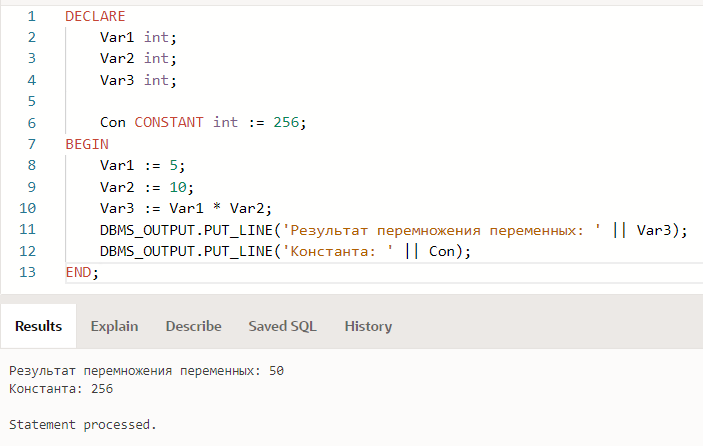 1 DECLARE
2 Var1 int;
3 Var2 int;
4 Var3 int;
5
6 Con CONSTANT int := 256;
7 BEGIN
8 Var1 := 5;
9 Var2 := 10;
10 Var3 := Var1 * Var2;
11 DBMS_OUTPUT.PUT_LINE('Результат перемножения переменных: ' || Var3);
12 DBMS_OUTPUT.PUT_LINE('Константа: ' || Con);
13 END;
Results Explain Describe Saved SQL History
Результат перемножения переменных: 50
Константа: 256
Statement processed.